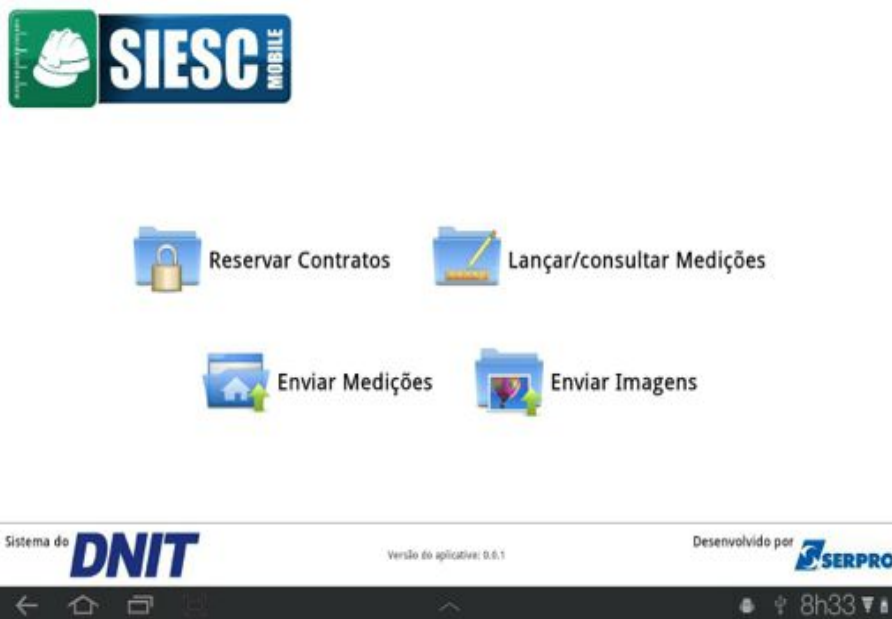 SIESC MOBILE
Reservar Contratos
Lançar/consultar Medições
Enviar Medições
Enviar Imagens
Sistema do DNIT
Versão do aplicativo: 0.0.1
Desenvolvido por SERPRO
8h33